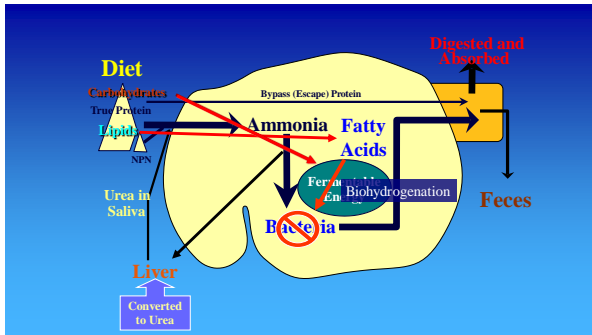 Digested and
Absorbed
Diet
Carbohydrates
Bypass (Escape) Protein
True Protein
Lipids
Ammonia
Fatty
Acids
NPN
Biohydrogenation
Urea in
Saliva
Feces
Bacteria
Liver
Converted
to Urea